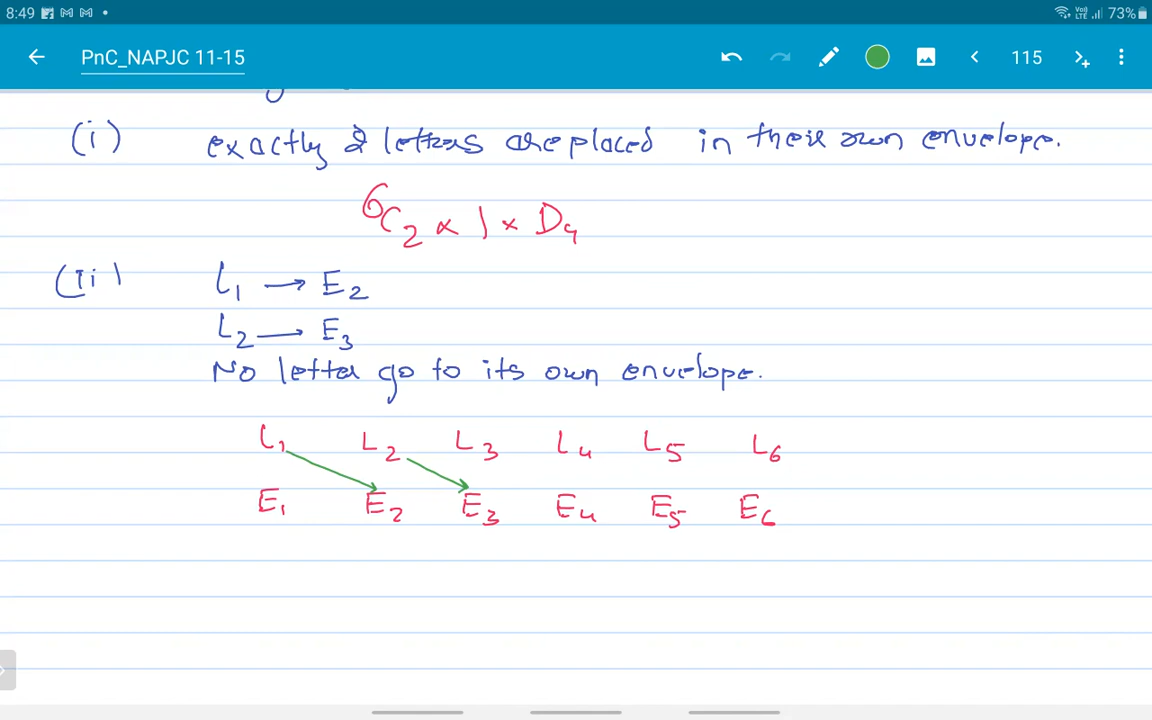 8:49 73%
PnC_NAPJC 11-15 115
(i) exactly 2 letters are placed in their own envelope.
6C2 × 1 × D4
(ii) L1 → E2
L2 → E3
No letter go to its own envelope.
L1 L2 L3 L4 L5 L6
E1 E2 E3 E4 E5 E6